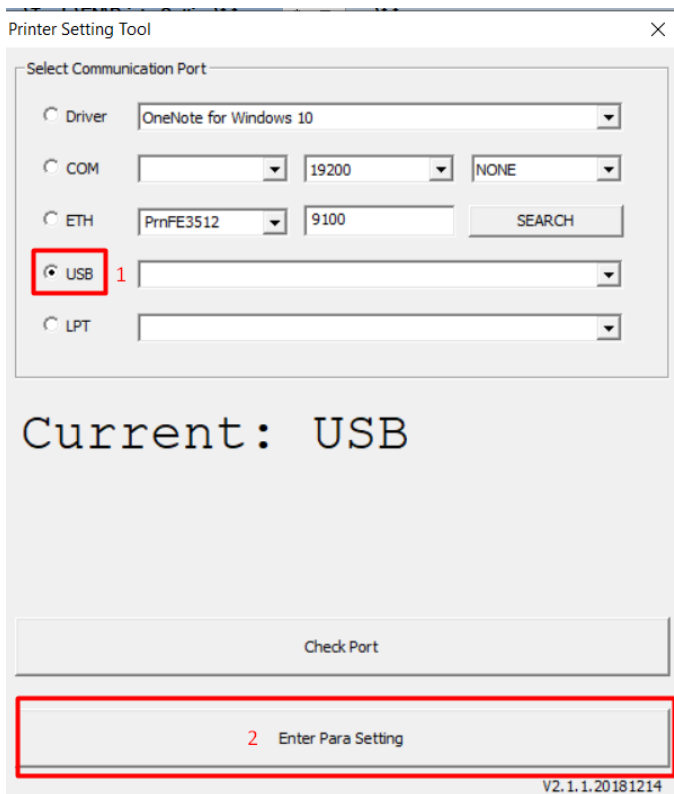 Printer Setting Tool
Select Communication Port
Driver OneNote for Windows 10
COM 19200 NONE
ETH PrnFE3512 9100 SEARCH
USB 1
LPT
Current: USB
Check Port
2 Enter Para Setting
V2.1.1.20181214